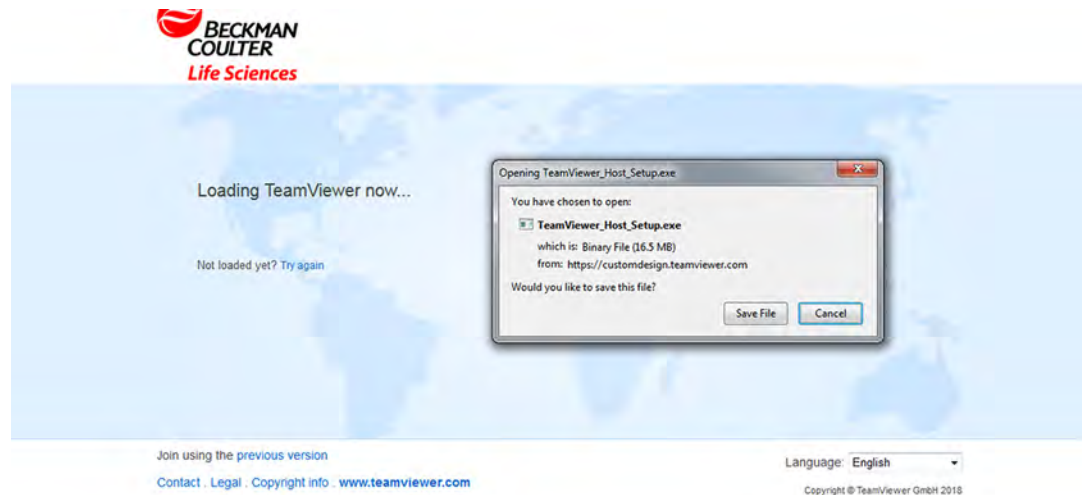 BECKMAN
COULTER
Life Sciences
Loading TeamViewer now...
Not loaded yet? Try again
Opening TeamViewer_Host_Setup.exe
You have chosen to open:
TeamViewer_Host_Setup.exe
which is: Binary File (16.5 MB)
from: https://customdesign.teamviewer.com
Would you like to save this file?
Save File Cancel
Join using the previous version
Language: English
Contact . Legal . Copyright info . www.teamviewer.com
Copyright © TeamViewer GmbH 2018